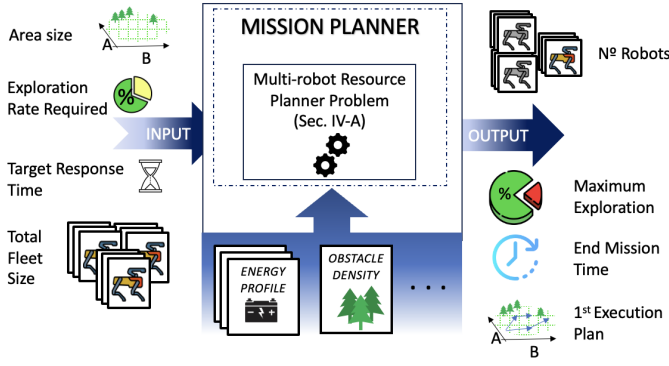 MISSION PLANNER
Multi-robot Resource
Planner Problem
(Sec. IV-A)
Area size
A
B
Exploration
Rate Required
%
INPUT
Target Response
Time
Total
Fleet
Size
ENERGY
PROFILE
OBSTACLE
DENSITY
. . .
OUTPUT
Nº Robots
%
Maximum
Exploration
End Mission
Time
1st Execution
Plan
A
B